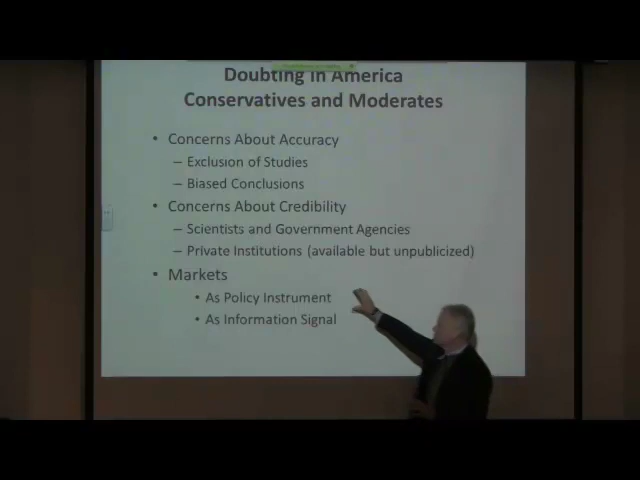 Doubting in America
Conservatives and Moderates
• Concerns About Accuracy
– Exclusion of Studies
– Biased Conclusions
• Concerns About Credibility
– Scientists and Government Agencies
– Private Institutions (available but unpublicized)
• Markets
• As Policy Instrument
• As Information Signal